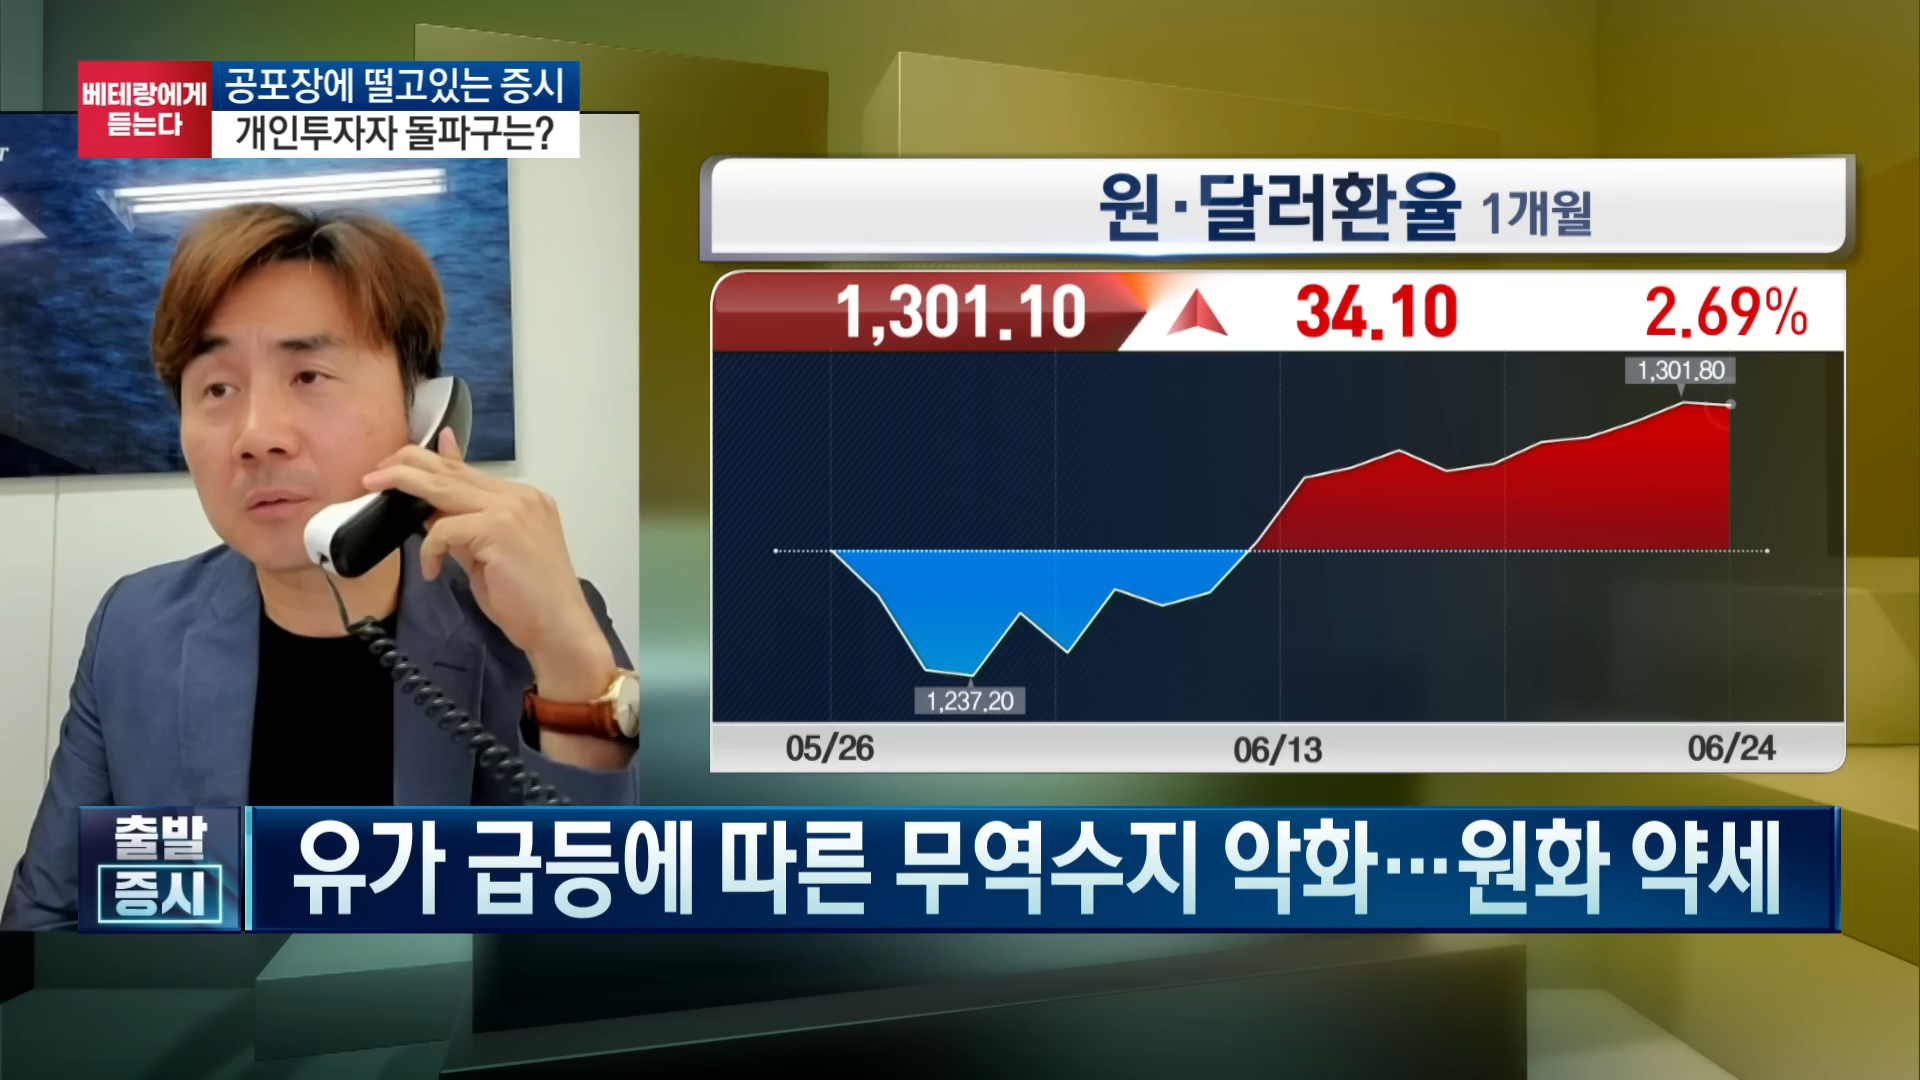 베테랑에게
듣는다
공포장에 떨고있는 증시
개인투자자 돌파구는?
원·달러환율 1개월
1,301.10 34.10 2.69%
1,301.80
1,237.20
05/26 06/13 06/24
출발
증시
유가 급등에 따른 무역수지 악화…원화 약세